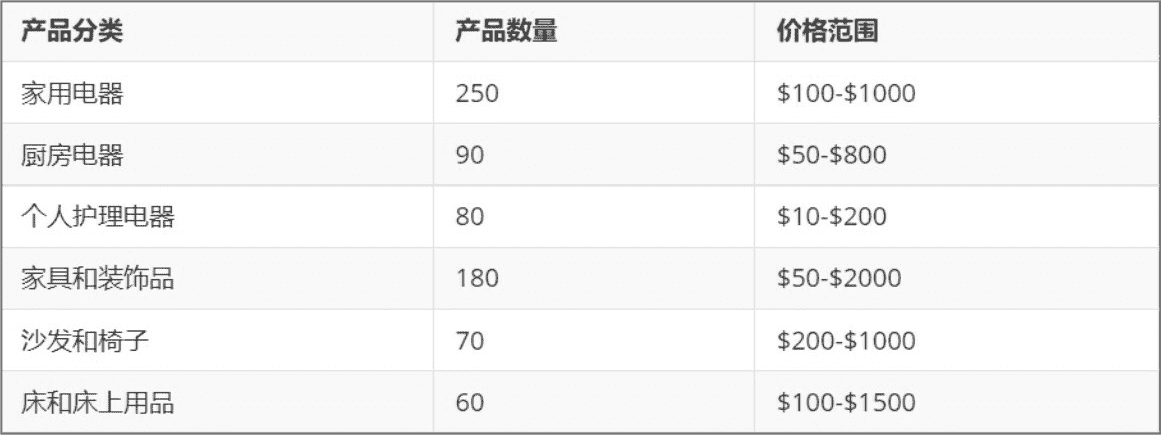 产品分类 产品数量 价格范围
家用电器 250 $100-$1000
厨房电器 90 $50-$800
个人护理电器 80 $10-$200
家具和装饰品 180 $50-$2000
沙发和椅子 70 $200-$1000
床和床上用品 60 $100-$1500